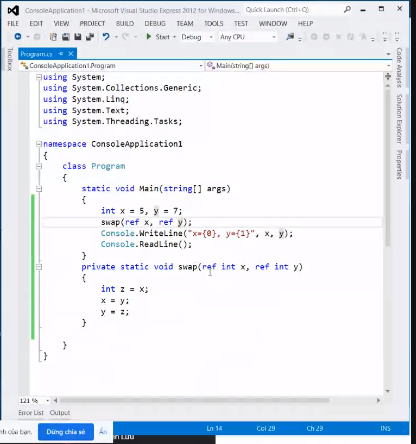 ConsoleApplication1 - Microsoft Visual Studio Express 2012 for Windows... Quick Launch (Ctrl+Q)
FILE EDIT VIEW PROJECT BUILD DEBUG TEAM TOOLS TEST WINDOW HELP
Start Debug Any CPU
Toolbox
Program.cs
ConsoleApplication1.Program Main(string[] args)
using System;
using System.Collections.Generic;
using System.Linq;
using System.Text;
using System.Threading.Tasks;
namespace ConsoleApplication1
{
class Program
{
static void Main(string[] args)
{
int x = 5, y = 7;
swap(ref x, ref y);
Console.WriteLine("x={0}, y={1}", x, y);
Console.ReadLine();
}
private static void swap(ref int x, ref int y)
{
int z = x;
x = y;
y = z;
}
}
}
Code Analysis
Solution Explorer
Properties
121 %
Error List Output
nh của bạn. Dừng chia sẻ Ẩn
Ln 14 Col 29 Ch 29 INS